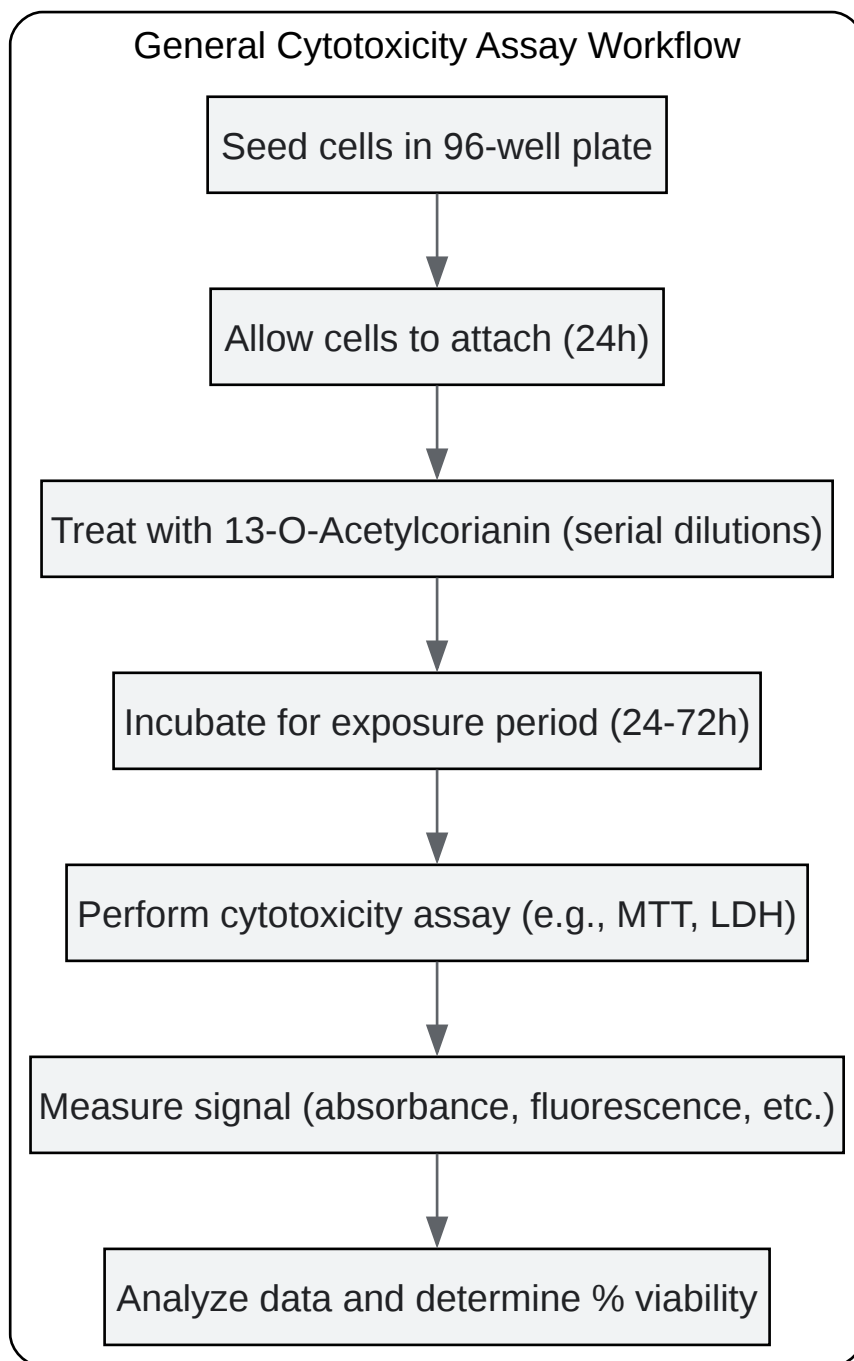 General Cytotoxicity Assay Workflow
Seed cells in 96-well plate
Allow cells to attach (24h)
Treat with 13-O-Acetylcorianin (serial dilutions)
Incubate for exposure period (24-72h)
Perform cytotoxicity assay (e.g., MTT, LDH)
Measure signal (absorbance, fluorescence, etc.)
Analyze data and determine % viability